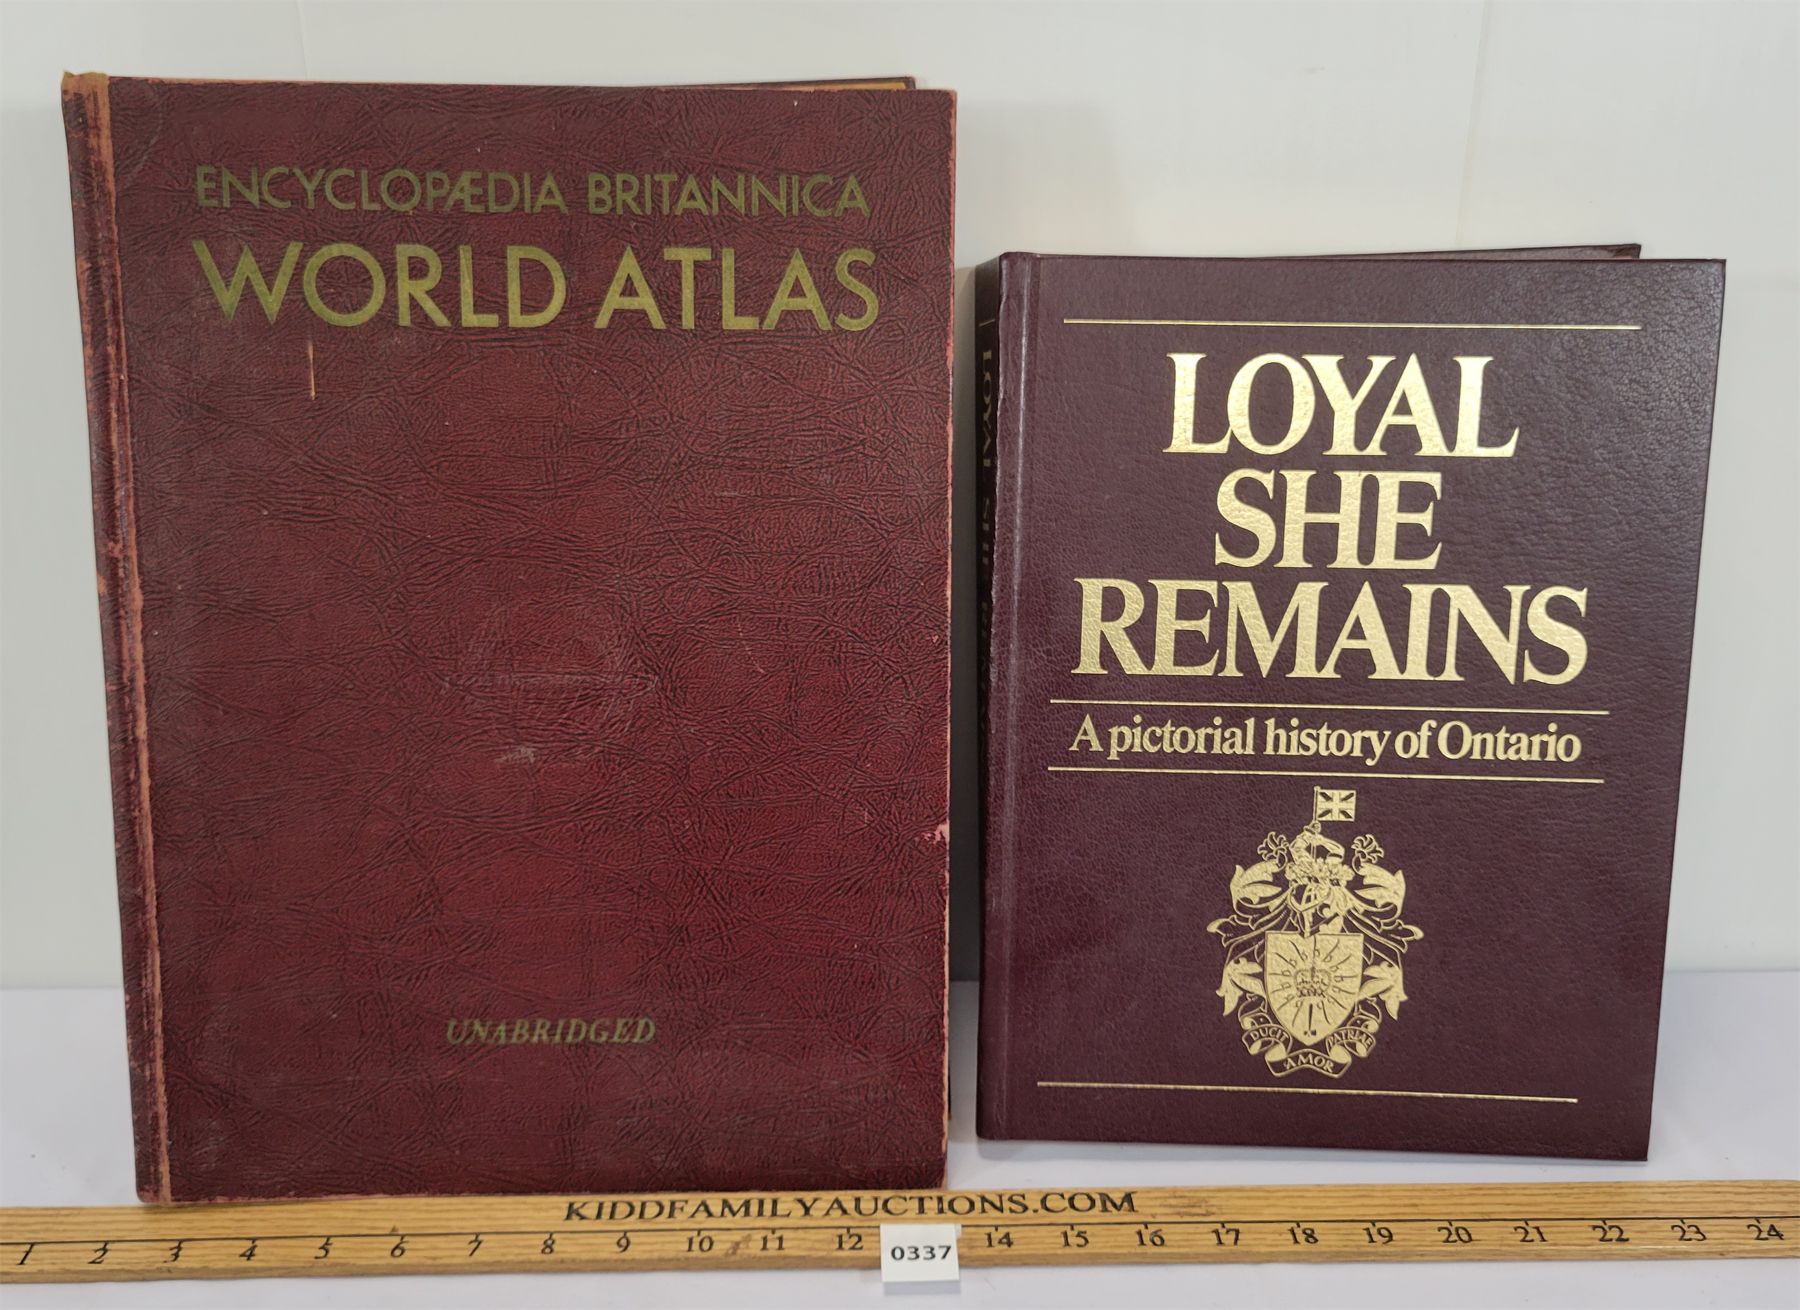 ENCYCLOPÆDIA BRITANNICA
WORLD ATLAS
UNABRIDGED
LOYAL SHE REMAINS
LOYAL
SHE
REMAINS
A pictorial history of Ontario
DUCIT AMOR PATRIAE
KIDDFAMILYAUCTIONS.COM
1 2 3 4 5 6 7 8 9 10 11 12 14 15 16 17 18 19 20 21 22 23 24
0337